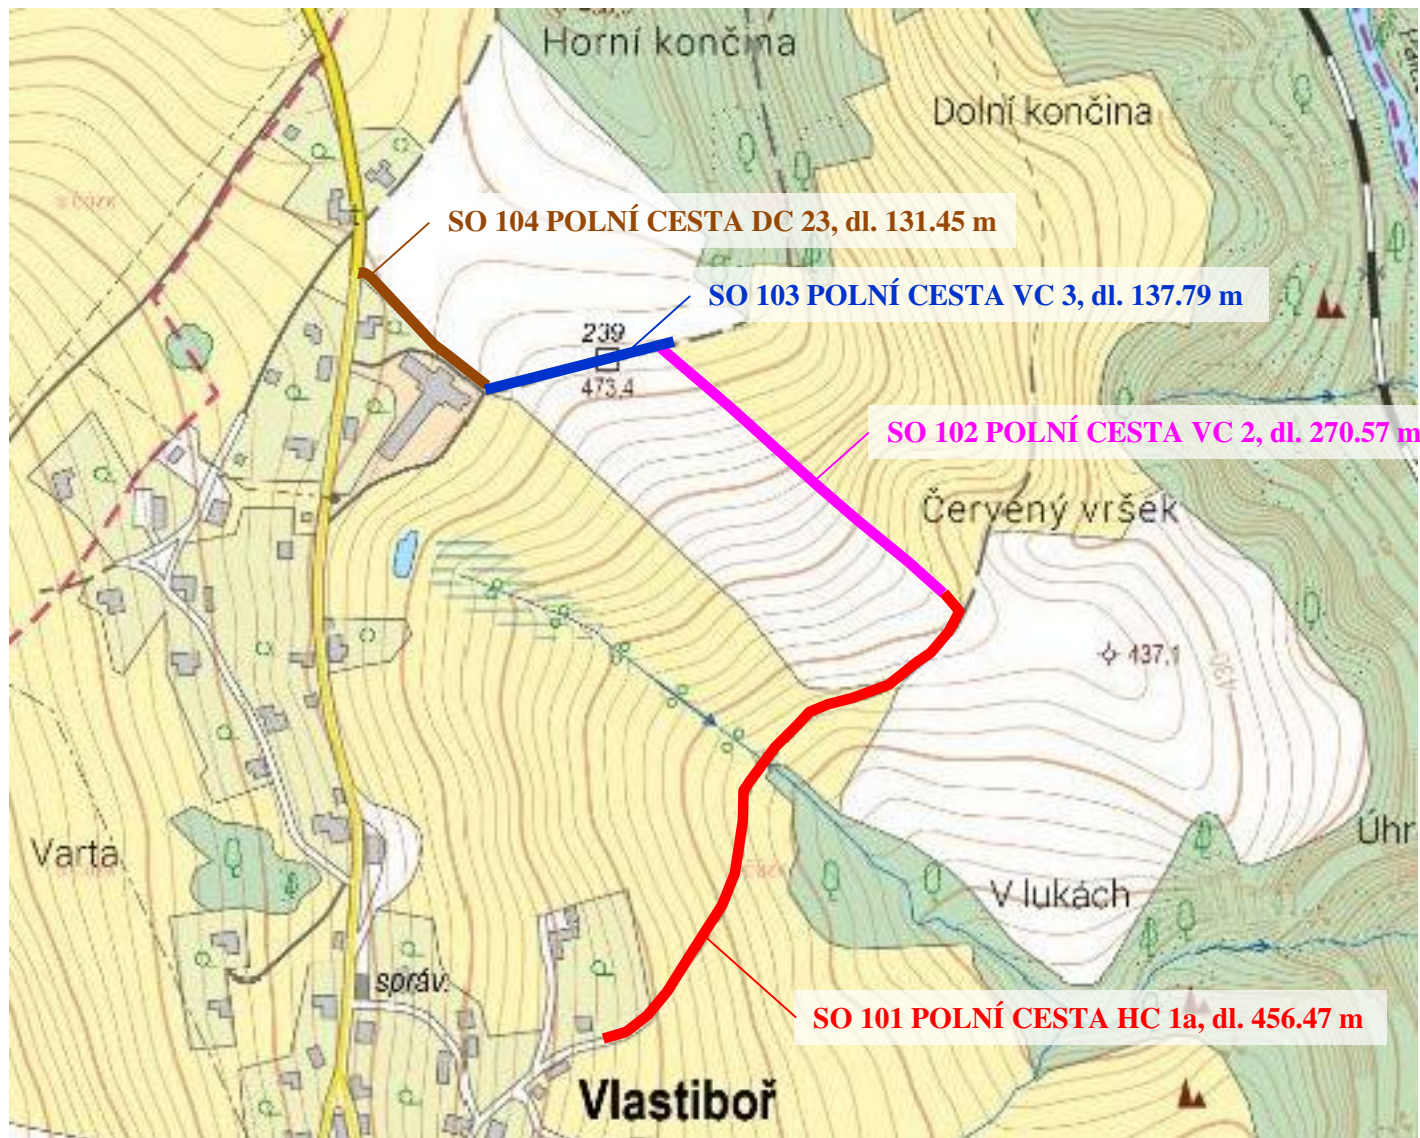 Horní končina
Dolní končina
SO 104 POLNÍ CESTA DC 23, dl. 131.45 m
SO 103 POLNÍ CESTA VC 3, dl. 137.79 m
239
473,4
SO 102 POLNÍ CESTA VC 2, dl. 270.57 m
Červený vršek
437,1
430
Varta
Úhr
V lukách
správ.
SO 101 POLNÍ CESTA HC 1a, dl. 456.47 m
Vlastiboř